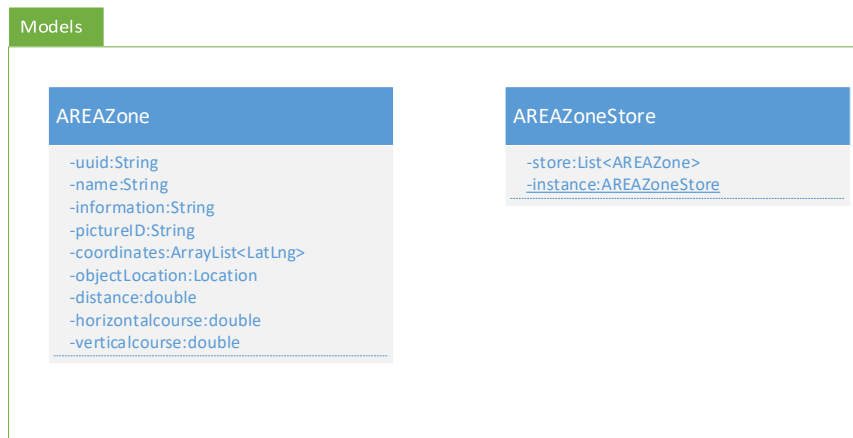 Models
AREAZone
-uuid:String
-name:String
-information:String
-pictureID:String
-coordinates:ArrayList<LatLng>
-objectLocation:Location
-distance:double
-horizontalcourse:double
-verticalcourse:double
AREAZoneStore
-store:List<AREAZone>
-instance:AREAZoneStore